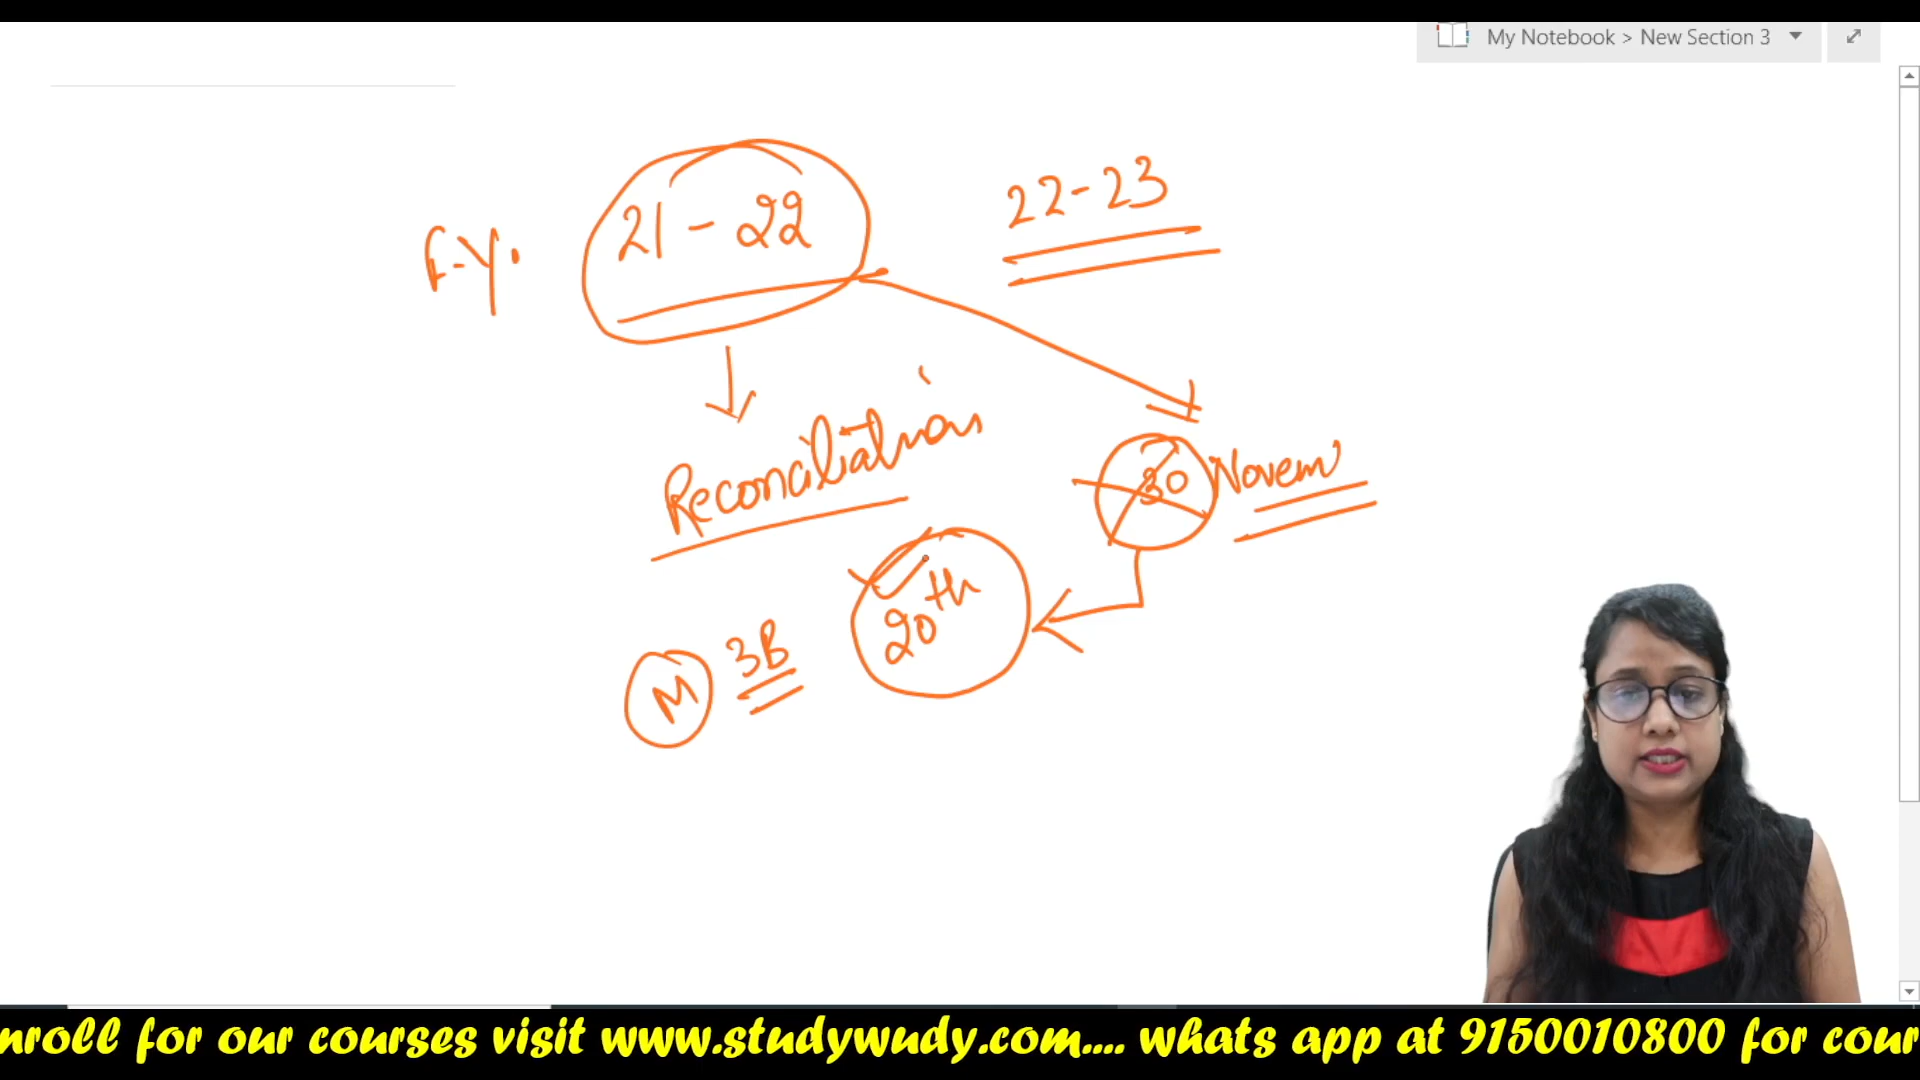 My Notebook > New Section 3
F.Y. 21 - 22
22-23
Reconciliation
30 Novem
20th
M 3B
nroll for our courses visit www.studywudy.com.... whats app at 9150010800 for cour